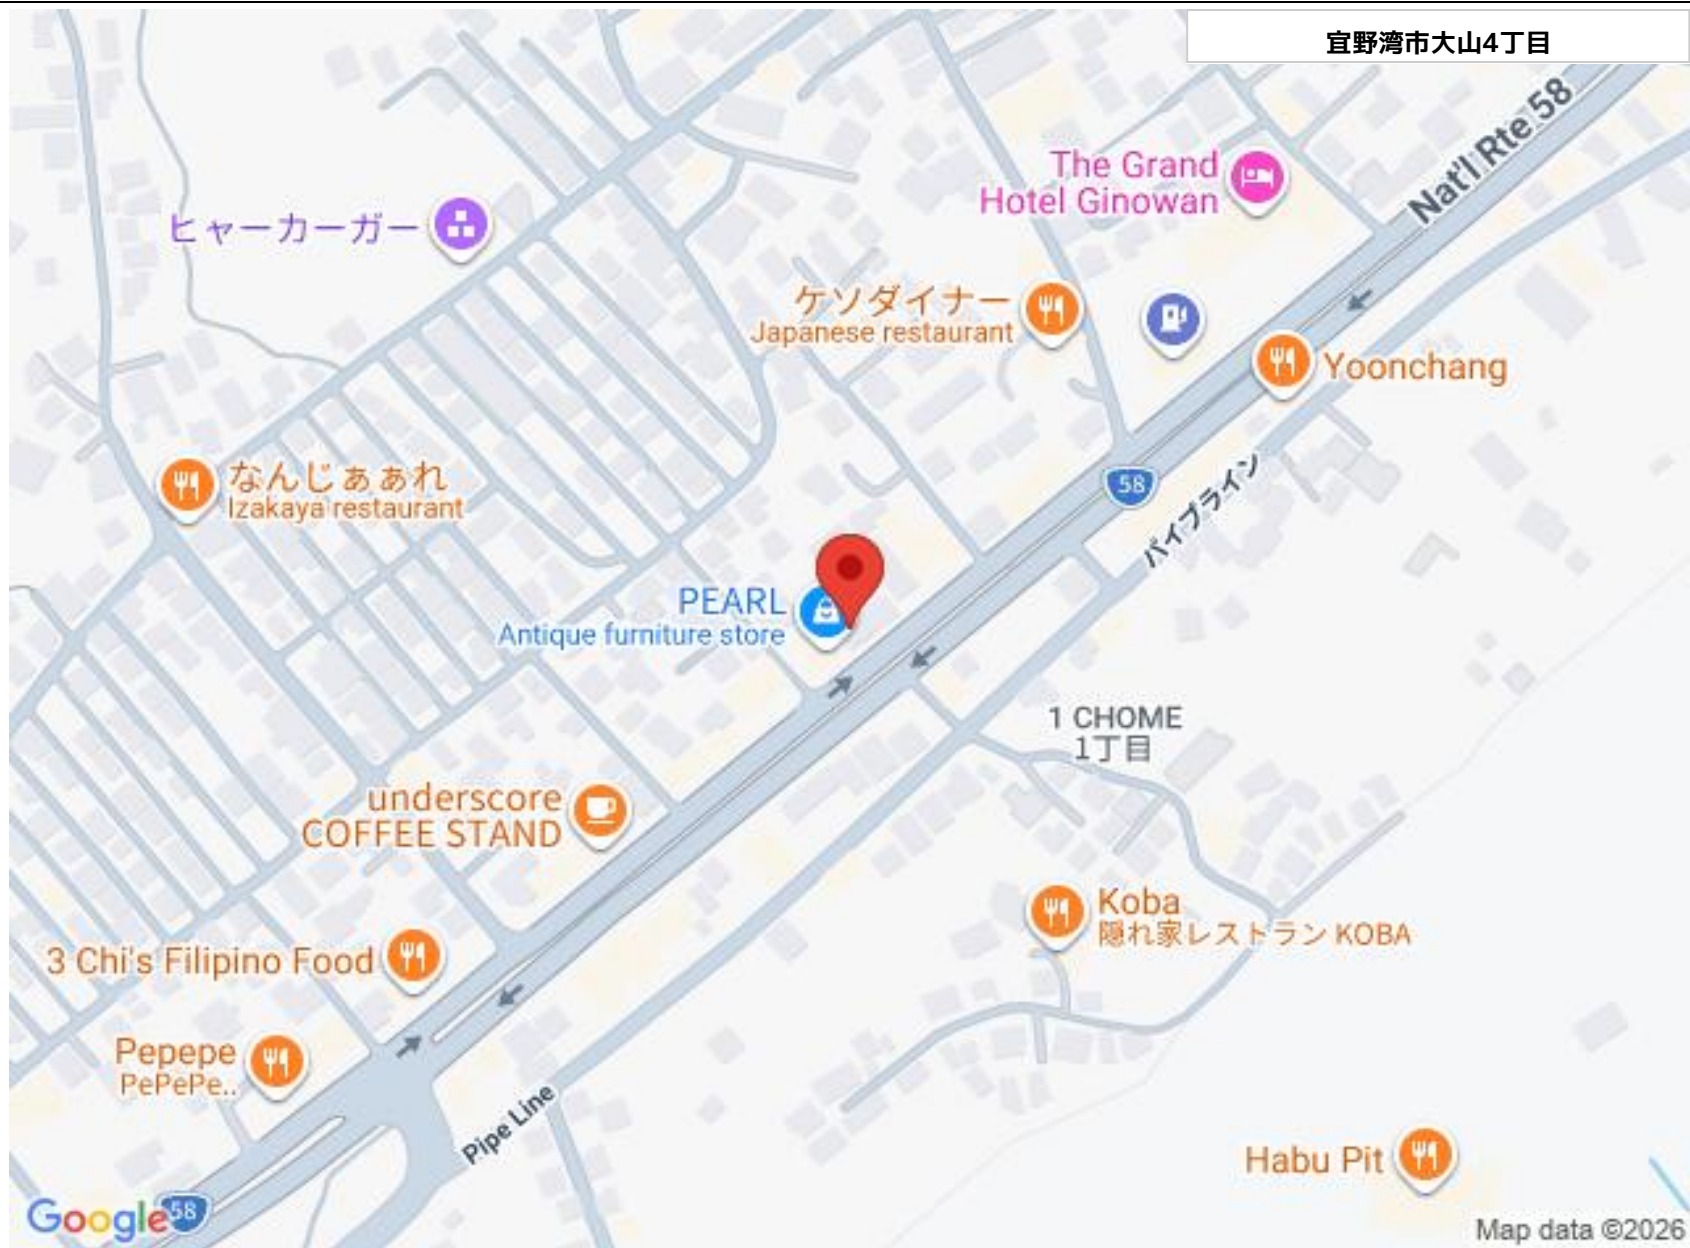 宜野湾市大山4丁目
Nat'l Rte 58
The Grand
Hotel Ginowan
ヒャーカーガー
ケソダイナー
Japanese restaurant
Yoonchang
なんじぁぁれ
Izakaya restaurant
58
パイプライン
PEARL
Antique furniture store
1 CHOME
1丁目
underscore
COFFEE STAND
Koba
隠れ家レストラン KOBA
3 Chi's Filipino Food
Pepepe
PePePe..
Pipe Line
Habu Pit
Google
58
Map data ©2026